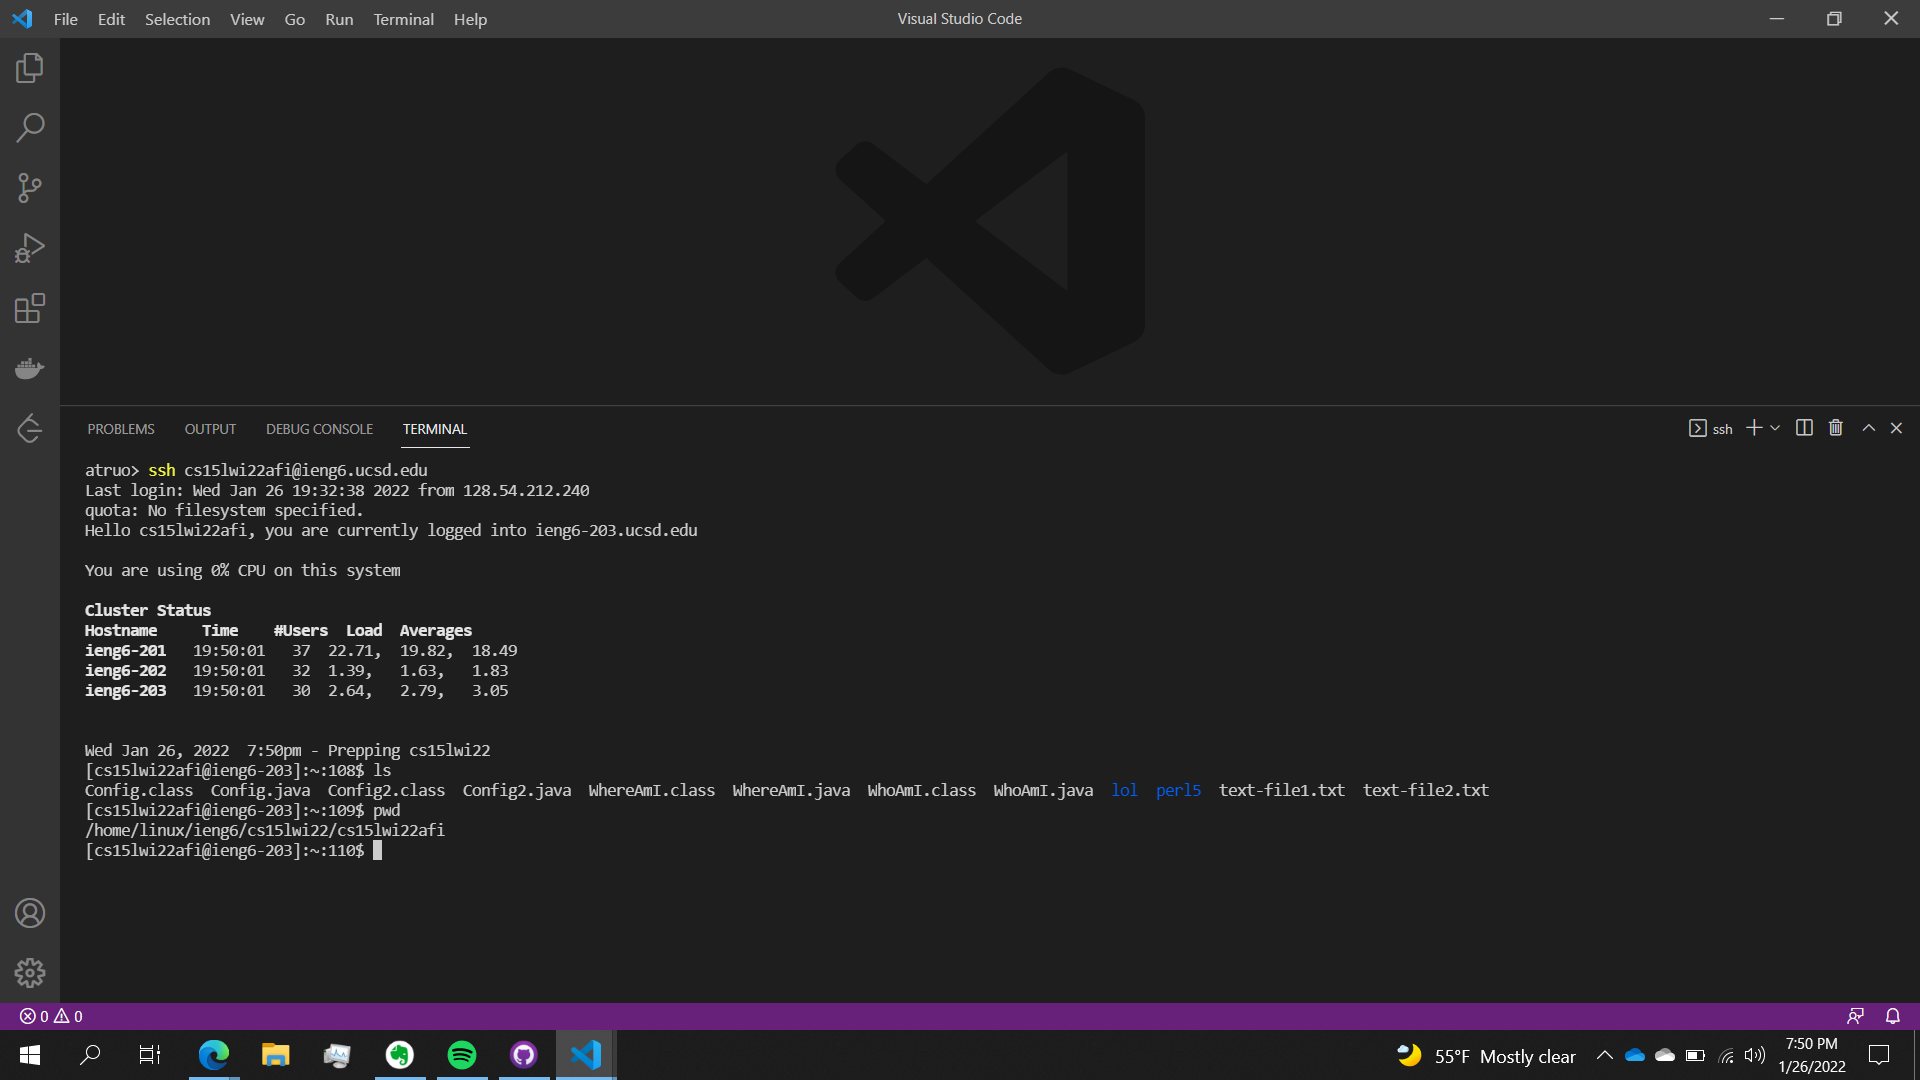 File Edit Selection View Go Run Terminal Help
Visual Studio Code
PROBLEMS OUTPUT DEBUG CONSOLE TERMINAL
ssh
atruo> ssh cs15lwi22afi@ieng6.ucsd.edu
Last login: Wed Jan 26 19:32:38 2022 from 128.54.212.240
quota: No filesystem specified.
Hello cs15lwi22afi, you are currently logged into ieng6-203.ucsd.edu
You are using 0% CPU on this system
Cluster Status
Hostname Time #Users Load Averages
ieng6-201 19:50:01 37 22.71, 19.82, 18.49
ieng6-202 19:50:01 32 1.39, 1.63, 1.83
ieng6-203 19:50:01 30 2.64, 2.79, 3.05
Wed Jan 26, 2022 7:50pm - Prepping cs15lwi22
[cs15lwi22afi@ieng6-203]:~:108$ ls
Config.class Config.java Config2.class Config2.java WhereAmI.class WhereAmI.java WhoAmI.class WhoAmI.java lol perl5 text-file1.txt text-file2.txt
[cs15lwi22afi@ieng6-203]:~:109$ pwd
/home/linux/ieng6/cs15lwi22/cs15lwi22afi
[cs15lwi22afi@ieng6-203]:~:110$
0 0
55°F Mostly clear
7:50 PM
1/26/2022